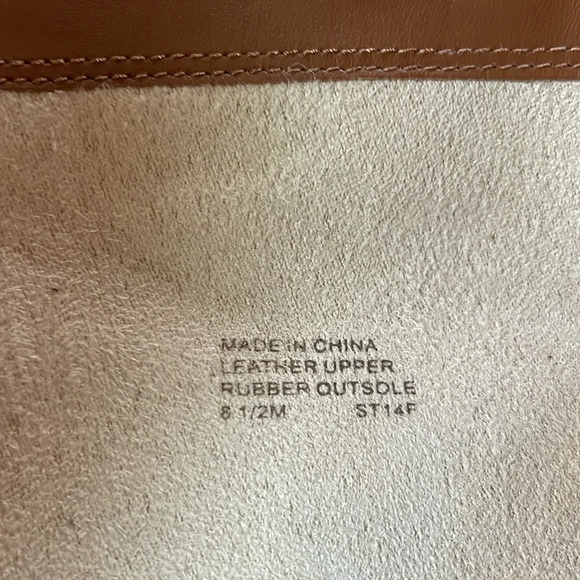 MADE IN CHINA
LEATHER UPPER
RUBBER OUTSOLE
8 1/2M ST14F